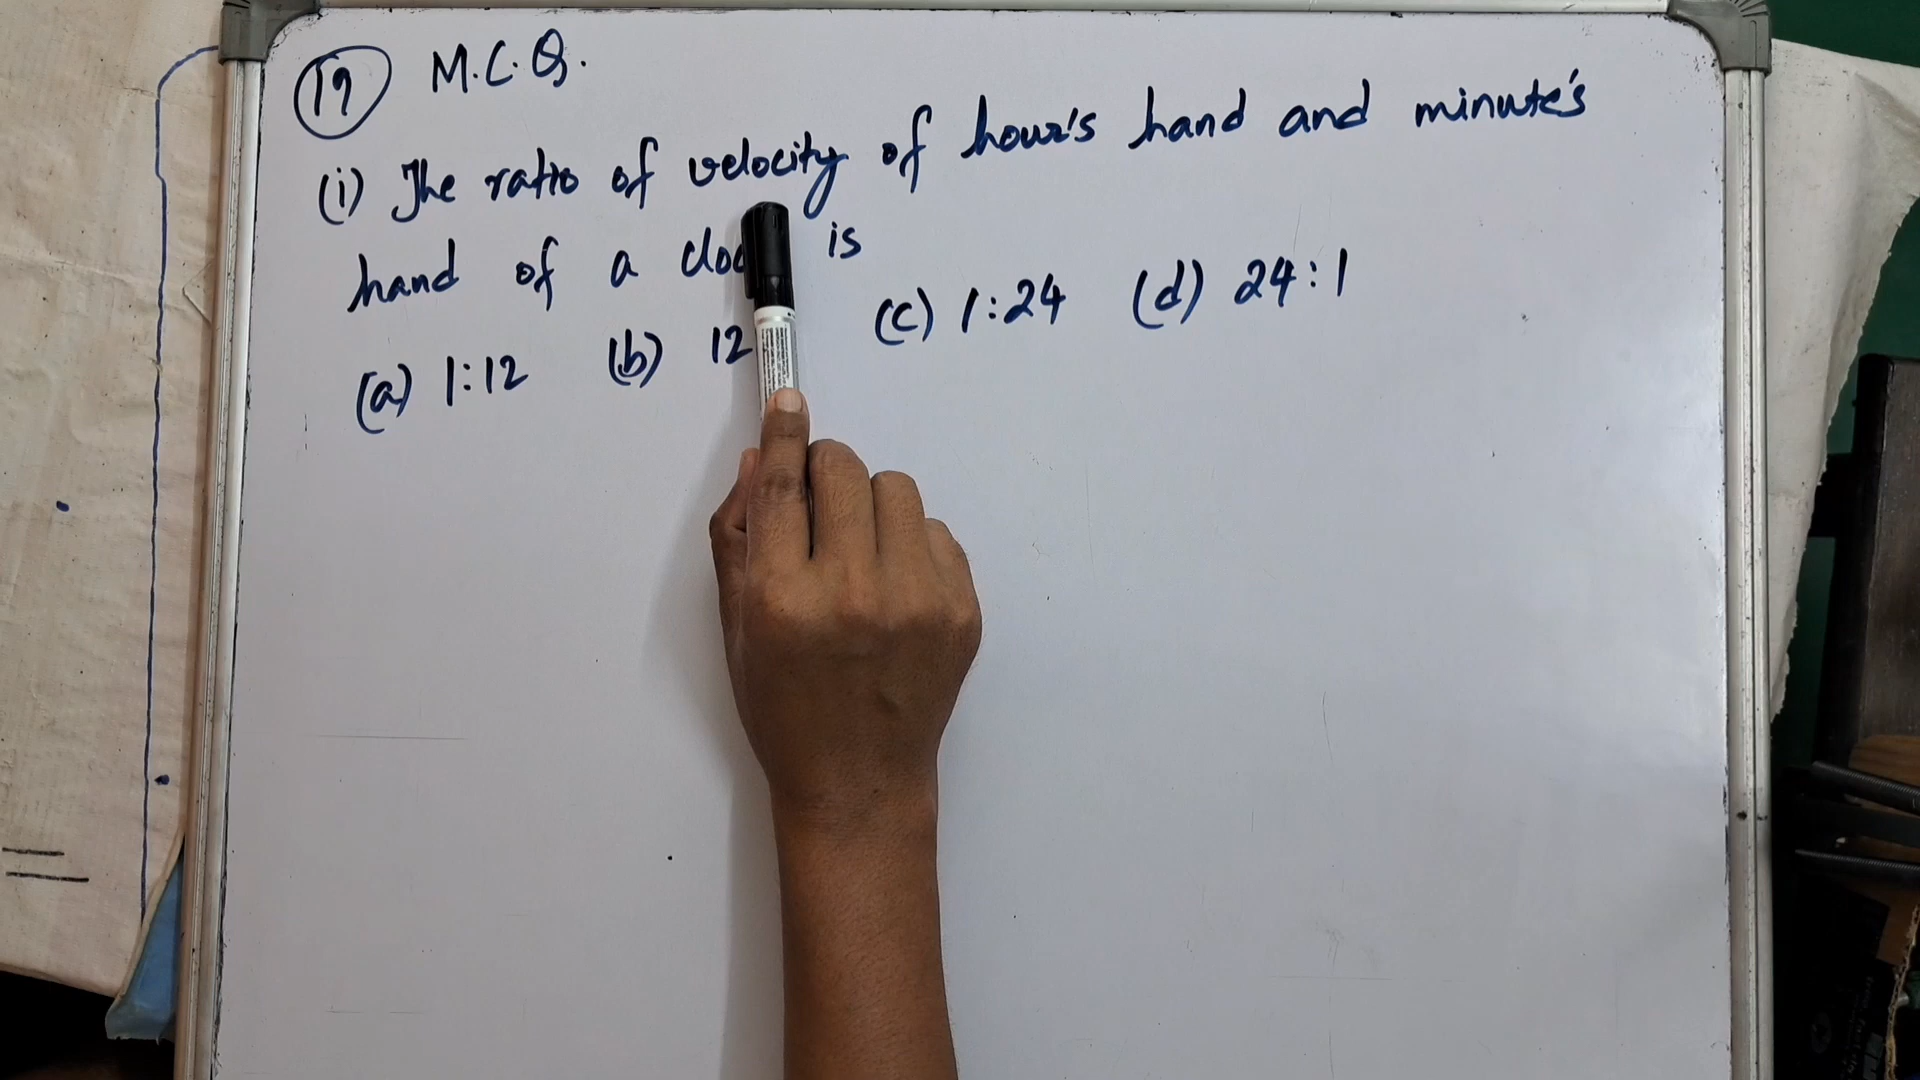 19 M.C.Q.
(i) The ratio of velocity of hour's hand and minute's
hand of a is
(a) 1:12 (b) 12 (c) 1:24 (d) 24:1